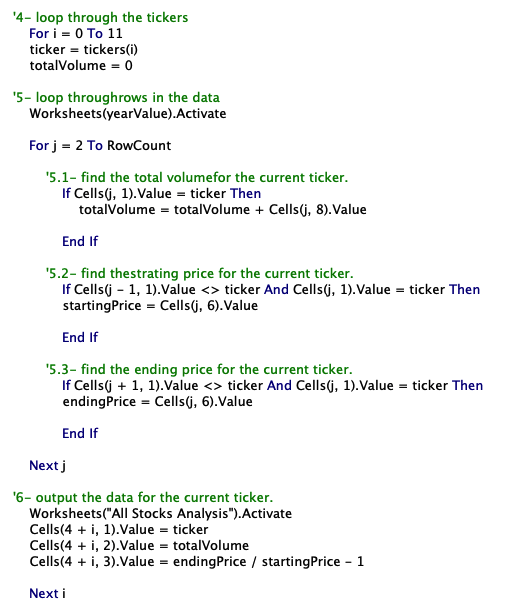 '4- loop through the tickers
For i = 0 To 11
ticker = tickers(i)
totalVolume = 0
'5- loop throughrows in the data
Worksheets(yearValue).Activate
For j = 2 To RowCount
'5.1- find the total volumefor the current ticker.
If Cells(j, 1).Value = ticker Then
totalVolume = totalVolume + Cells(j, 8).Value
End If
'5.2- find thestrating price for the current ticker.
If Cells(j - 1, 1).Value <> ticker And Cells(j, 1).Value = ticker Then
startingPrice = Cells(j, 6).Value
End If
'5.3- find the ending price for the current ticker.
If Cells(j + 1, 1).Value <> ticker And Cells(j, 1).Value = ticker Then
endingPrice = Cells(j, 6).Value
End If
Next j
'6- output the data for the current ticker.
Worksheets("All Stocks Analysis").Activate
Cells(4 + i, 1).Value = ticker
Cells(4 + i, 2).Value = totalVolume
Cells(4 + i, 3).Value = endingPrice / startingPrice - 1
Next i